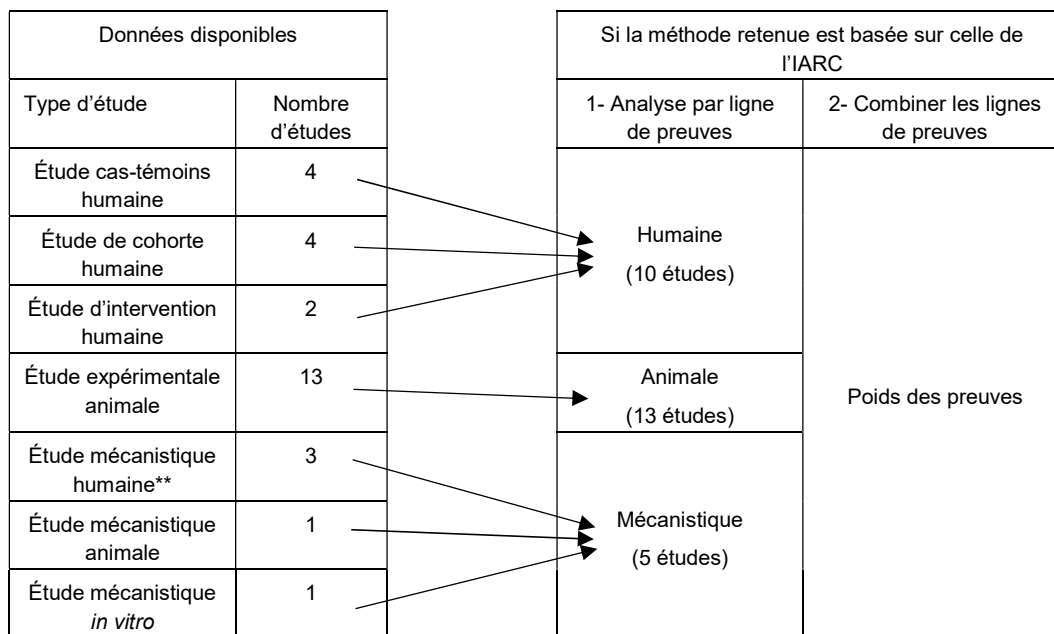 Données disponibles
Type d'étude
Nombre
d'études
Étude cas-témoins
humaine
4
Étude de cohorte
humaine
4
Étude d'intervention
humaine
2
Étude expérimentale
animale
13
Étude mécanistique
humaine**
3
Étude mécanistique
animale
1
Étude mécanistique
in vitro
1
Si la méthode retenue est basée sur celle de
l'IARC
1- Analyse par ligne
de preuves
2- Combiner les lignes
de preuves
Humaine
(10 études)
Animale
(13 études)
Mécanistique
(5 études)
Poids des preuves